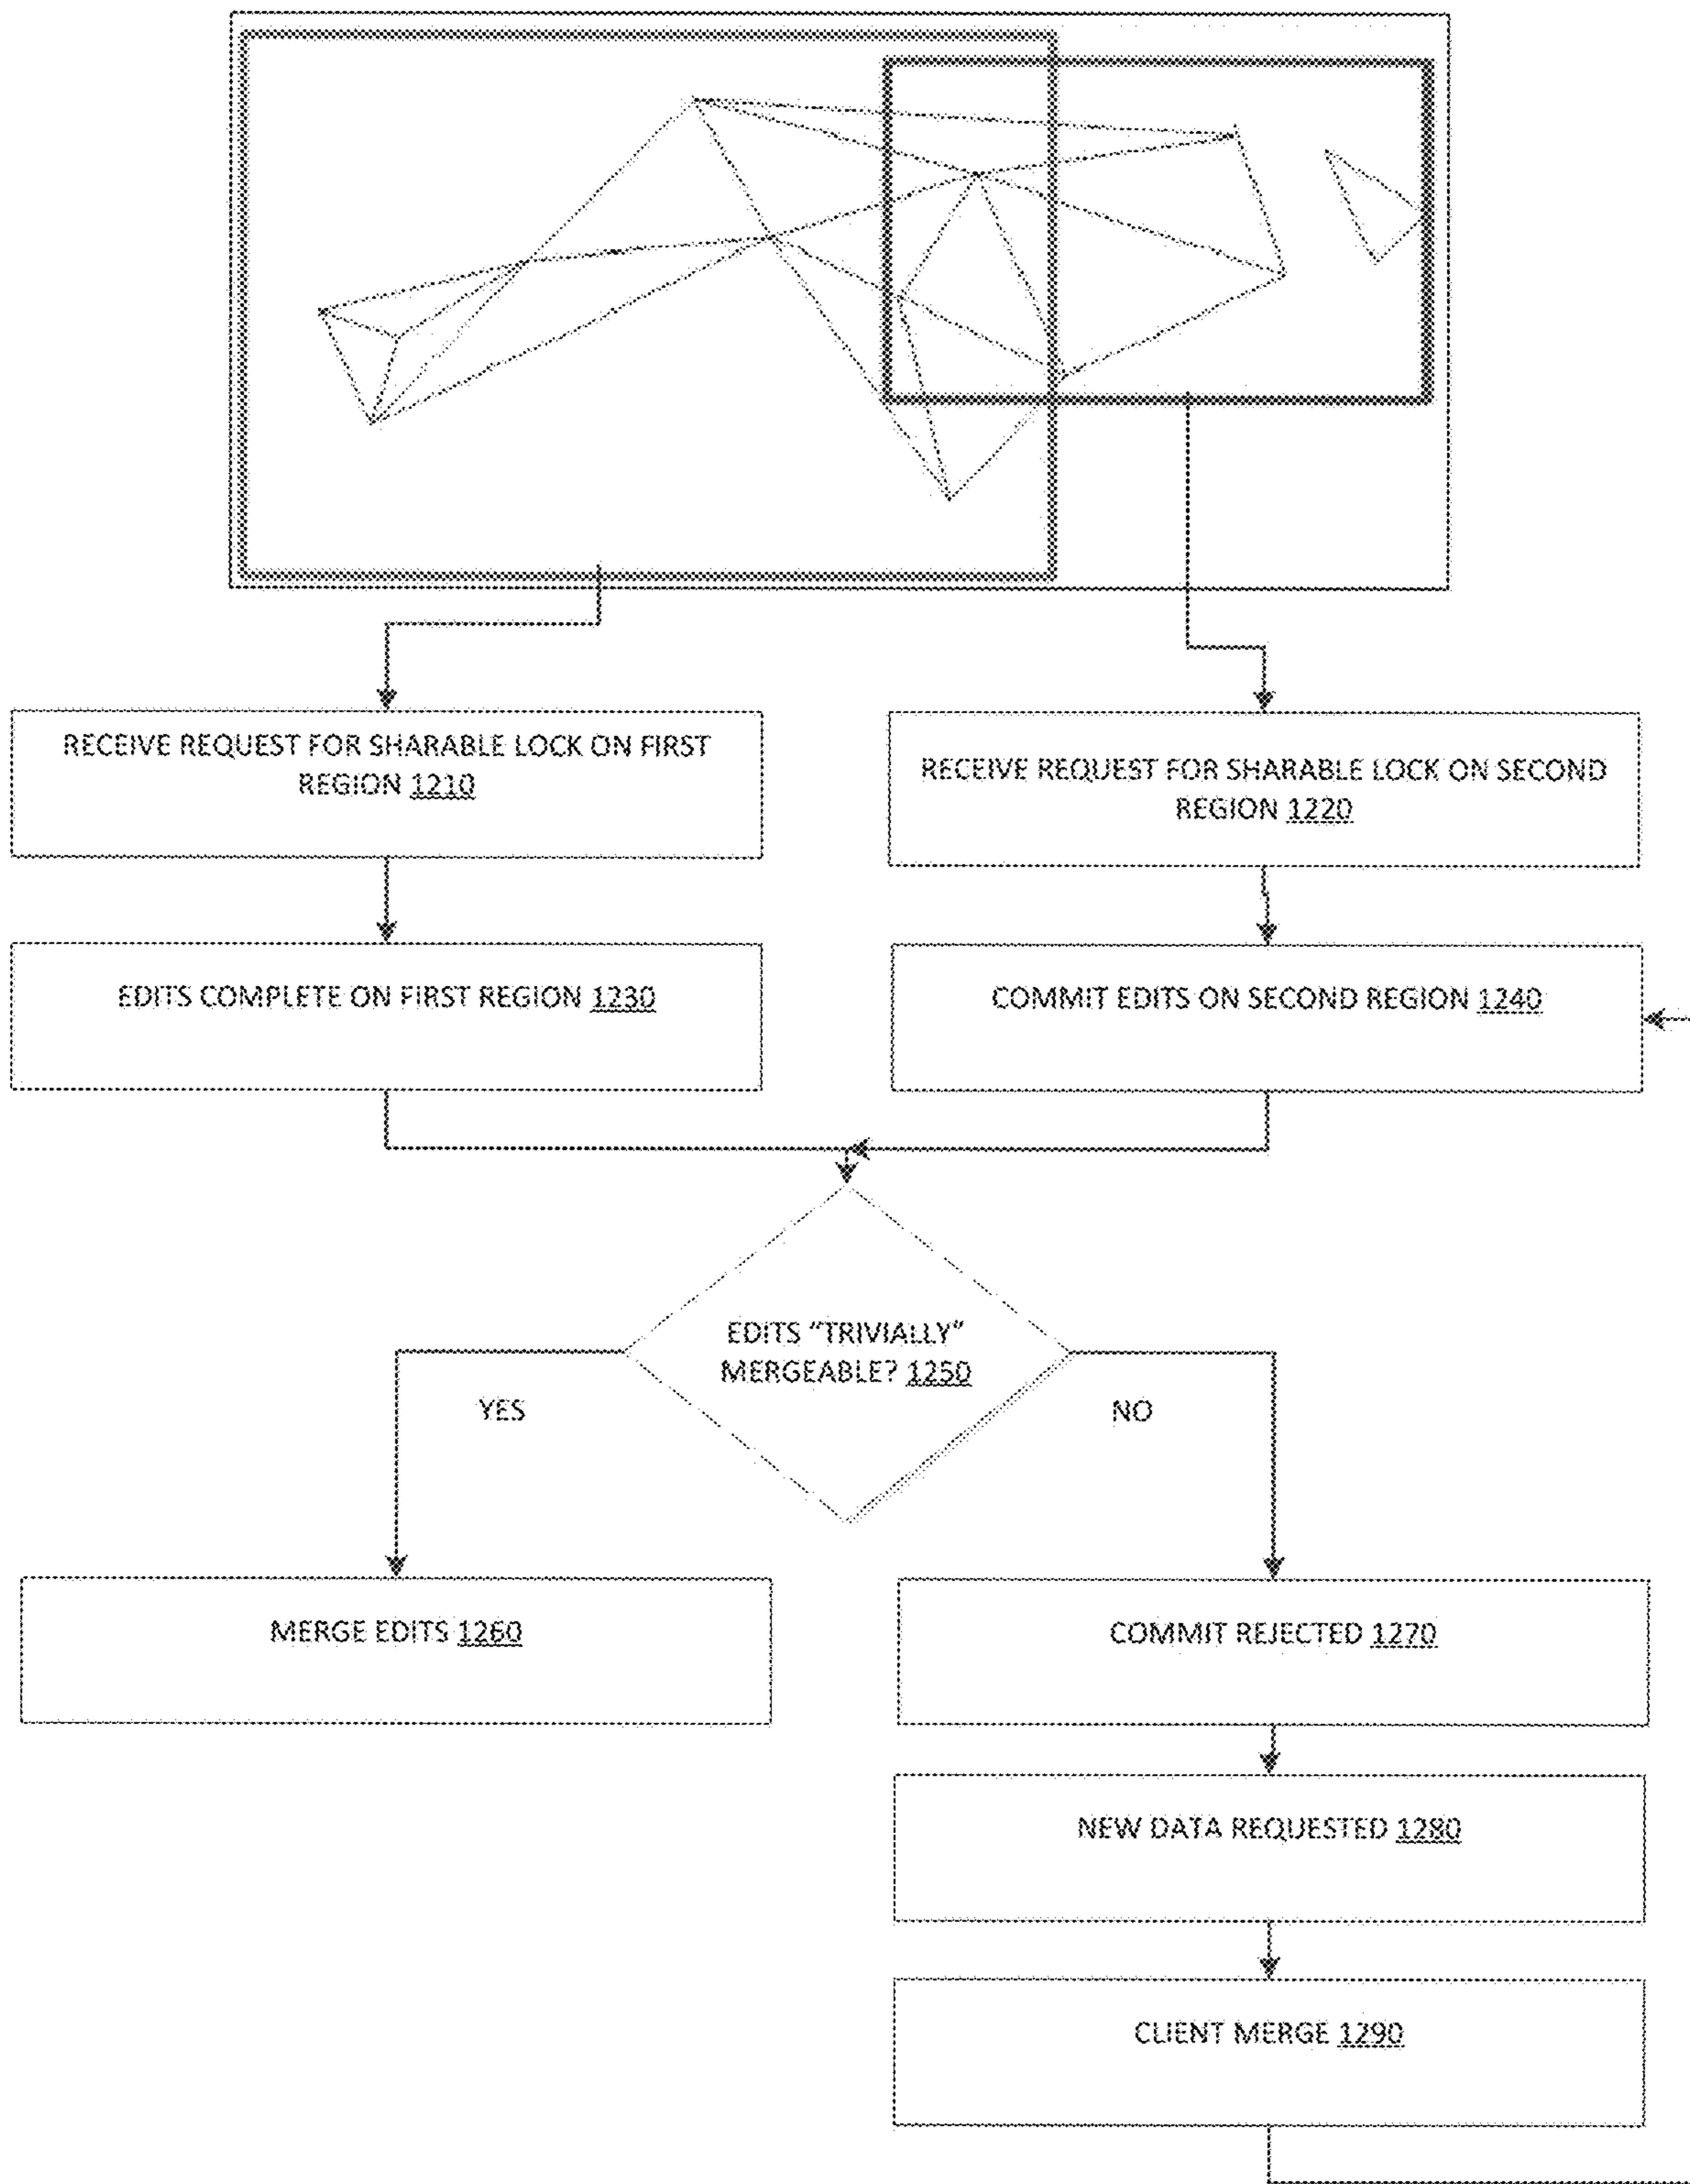 RECEIVE REQUEST FOR SHARABLE LOCK ON FIRST
REGION 1210
RECEIVE REQUEST FOR SHARABLE LOCK ON SECOND
REGION 1220
EDITS COMPLETE ON FIRST REGION 1230
COMMIT EDITS ON SECOND REGION 1240
EDITS “TRIVIALLY”
MERGEABLE? 1250
YES
NO
MERGE EDITS 1260
COMMIT REJECTED 1270
NEW DATA REQUESTED 1280
CLIENT MERGE 1290